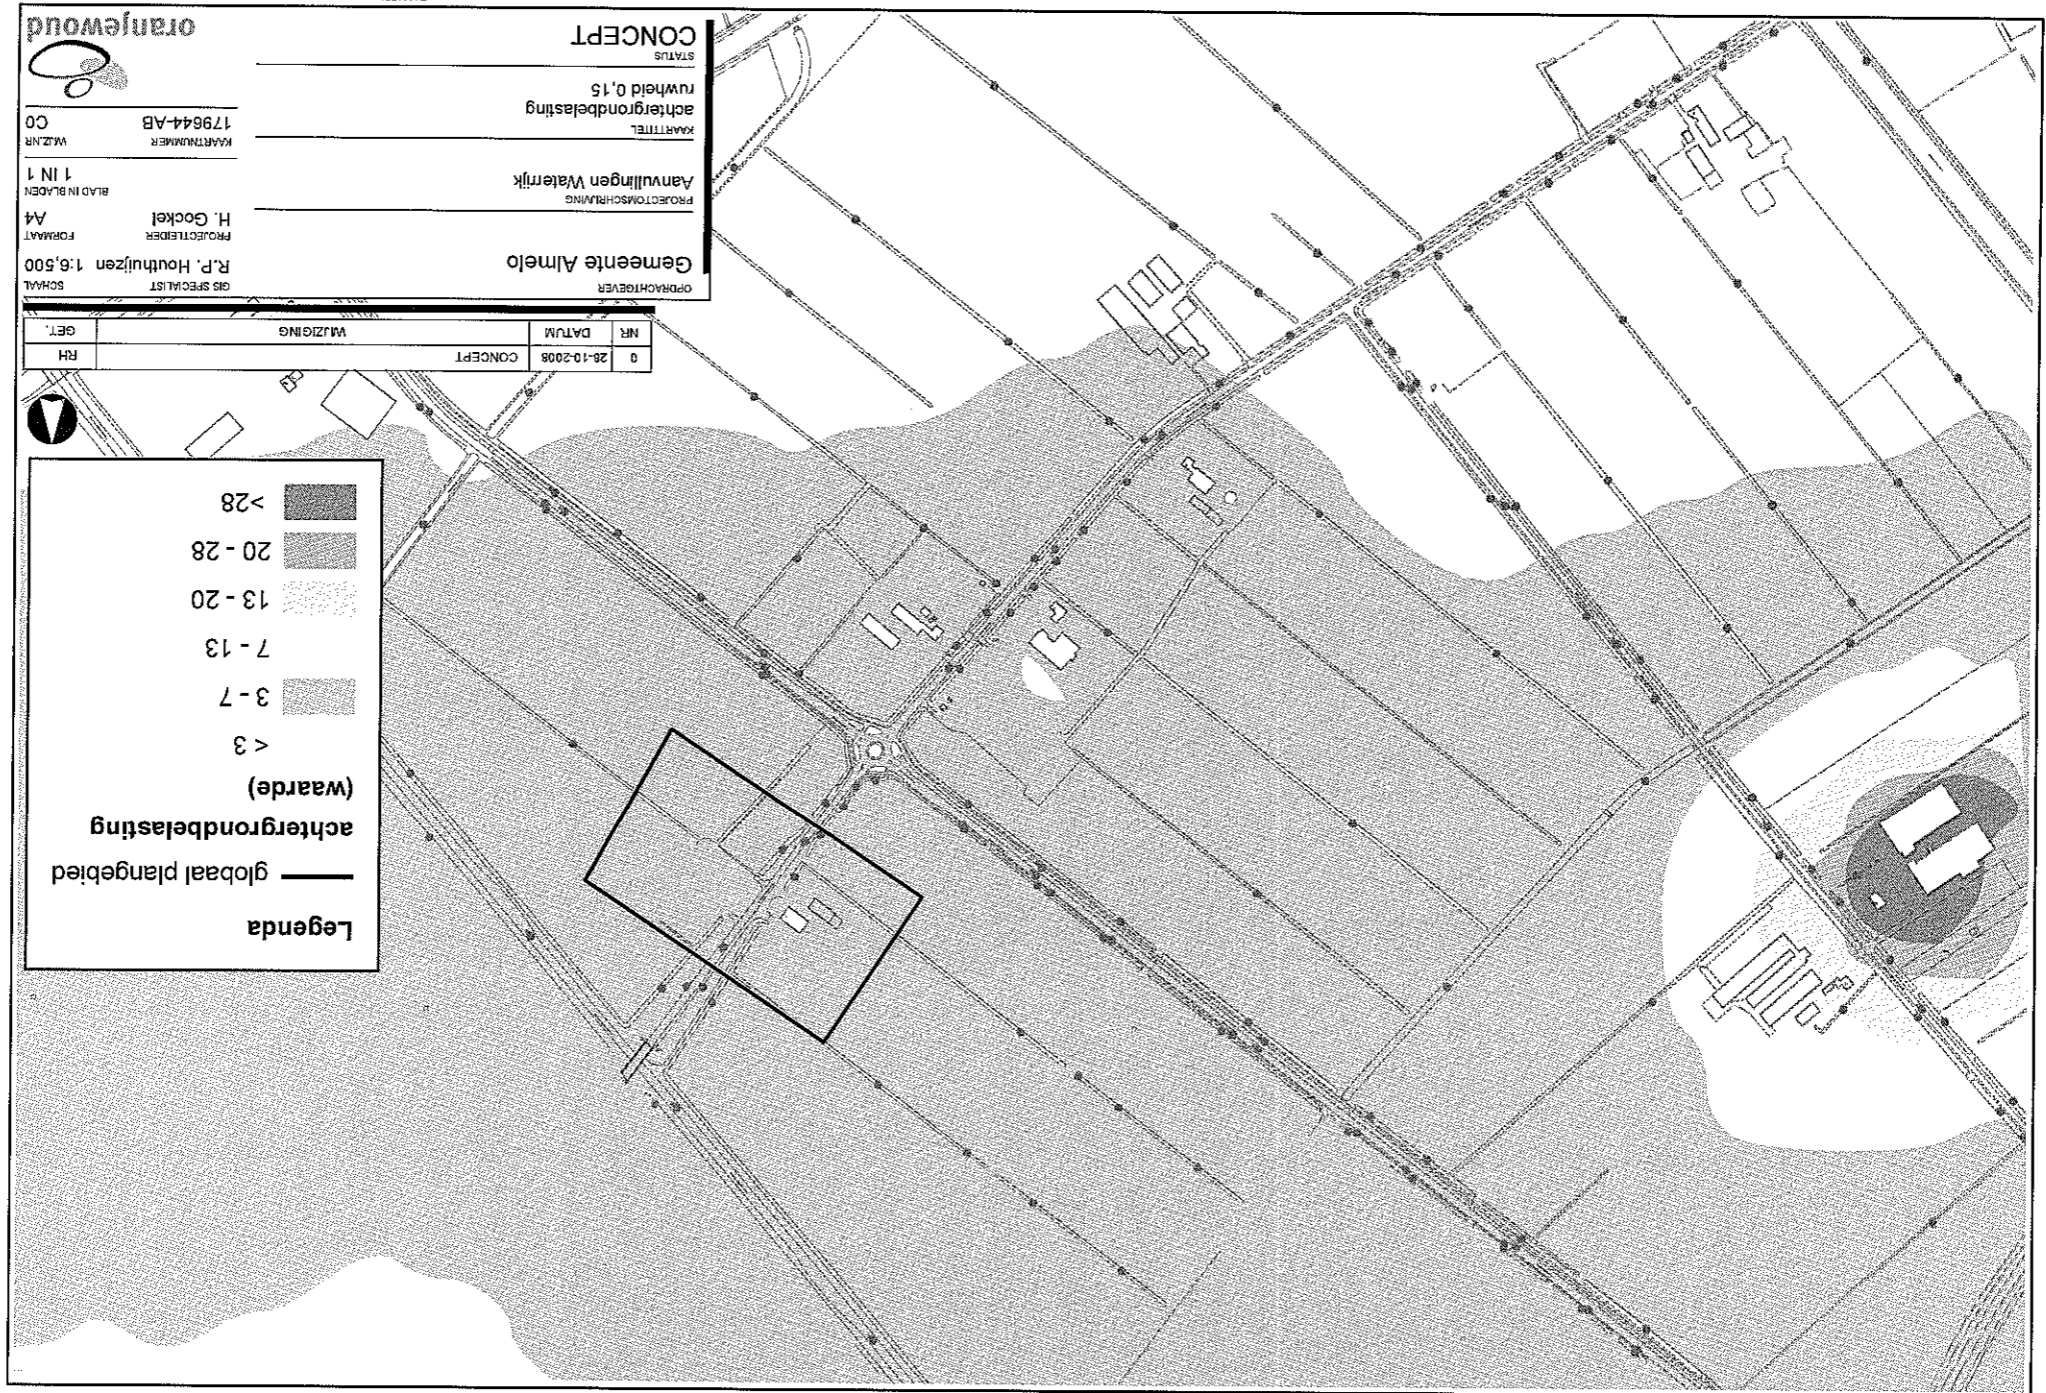 Legenda
globaal plangebied
achtergrondbelasting
(waarde)
< 3
3 - 7
7 - 13
13 - 20
20 - 28
>28
0 28-10-2008 CONCEPT RH
NR DATUM WIJZIGING GET.
OPDRACHTGEVER
Gemeente Almelo
PROJECTOMSCHRIJVING
Aanvullingen Waterrijk
KAARTTITEL
achtergrondbelasting
ruwheid 0,15
STATUS
CONCEPT
GIS SPECIALIST SCHAAL
R.P. Houthuijzen 1:6,500
PROJECTLEIDER FORMAAT
H. Gockel A4
BLAD IN BLADEN
1 IN 1
KAARTNUMMER WIJZ.NR
179644-AB C0
oranjewoud